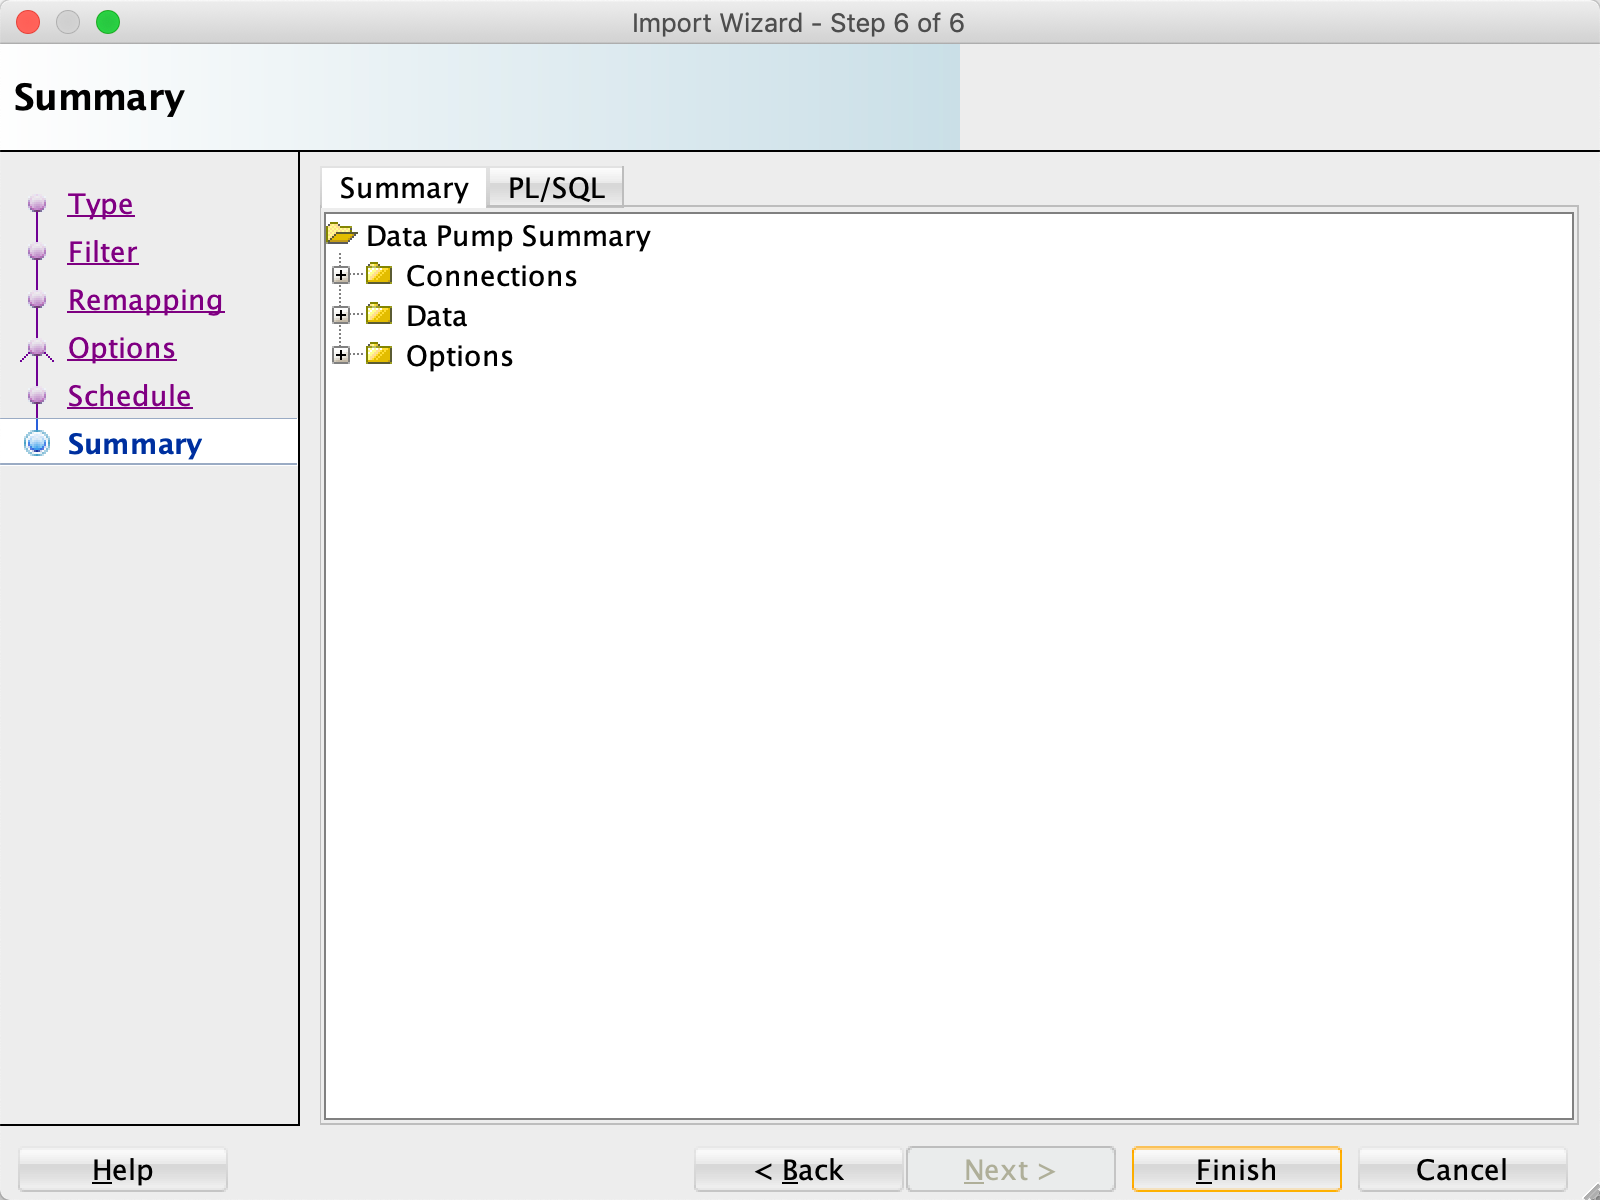 Import Wizard - Step 6 of 6
Summary
Type
Filter
Remapping
Options
Schedule
Summary
Summary PL/SQL
Data Pump Summary
Connections
Data
Options
Help < Back Next > Finish Cancel